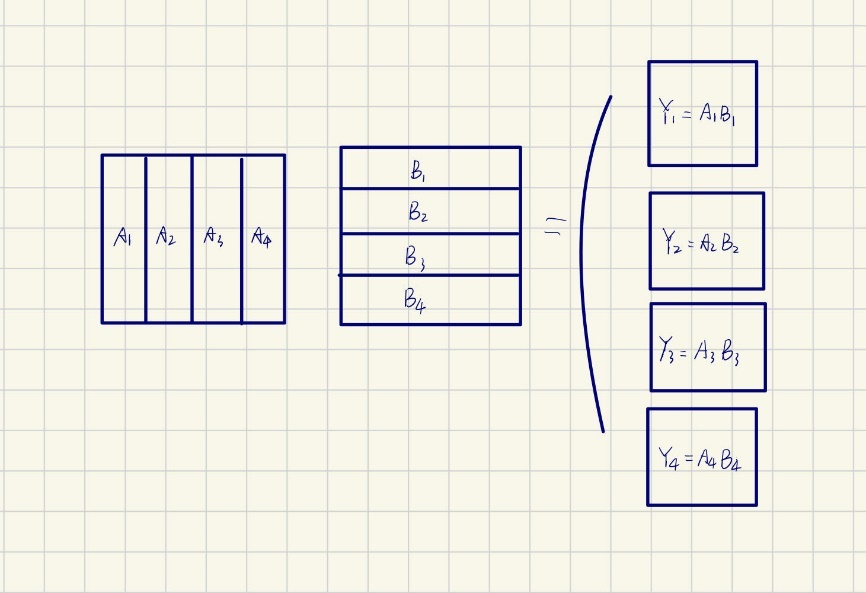 A₁ A₂ A₃ A₄
B₁
B₂
B₃
B₄
=
Y₁ = A₁B₁
Y₂ = A₂B₂
Y₃ = A₃B₃
Y₄ = A₄B₄